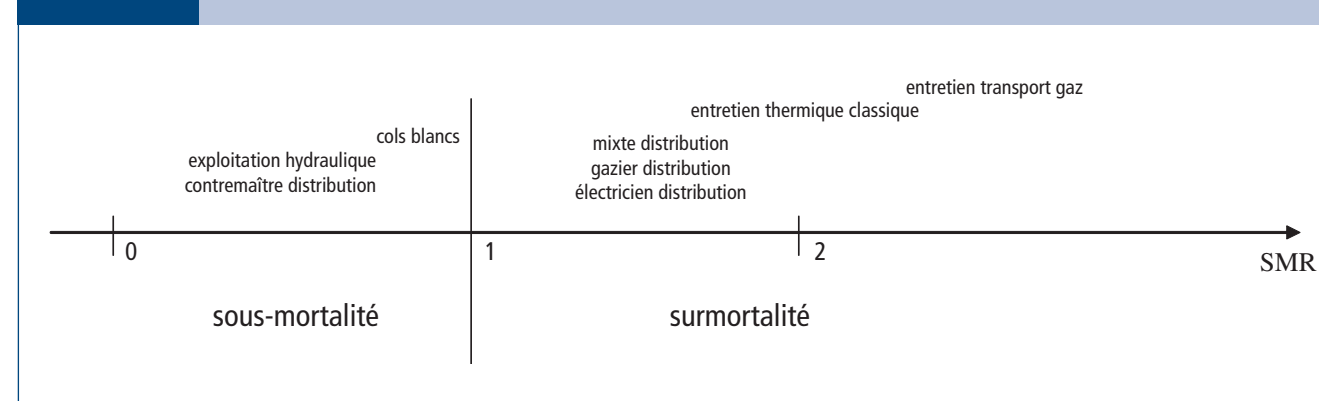 entretien transport gaz
entretien thermique classique
cols blancs
mixte distribution
exploitation hydraulique
gazier distribution
contremaître distribution
électricien distribution
0
1
2
SMR
sous-mortalité
surmortalité